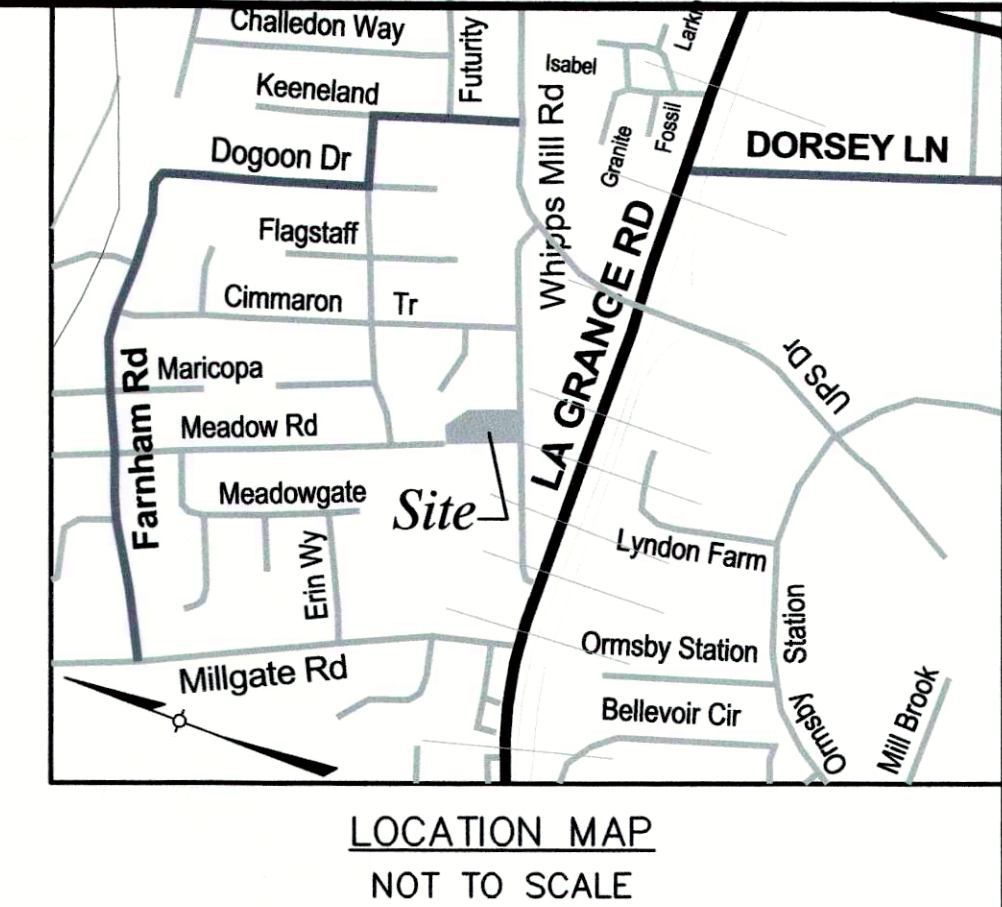 Challedon Way
Futurity
Isabel
Keeneland
Whipps Mill Rd
Granite
Fossil
Dogoon Dr
DORSEY LN
Flagstaff
LA GRANGE RD
Cimmaron Tr
UPS Dr
Farnham Rd
Maricopa
Meadow Rd
Meadowgate
Site
Erin Wy
Lyndon Farm
Ormsby Station
Station
Ormsby
Millgate Rd
Bellevoir Cir
Mill Brook
LOCATION MAP
NOT TO SCALE